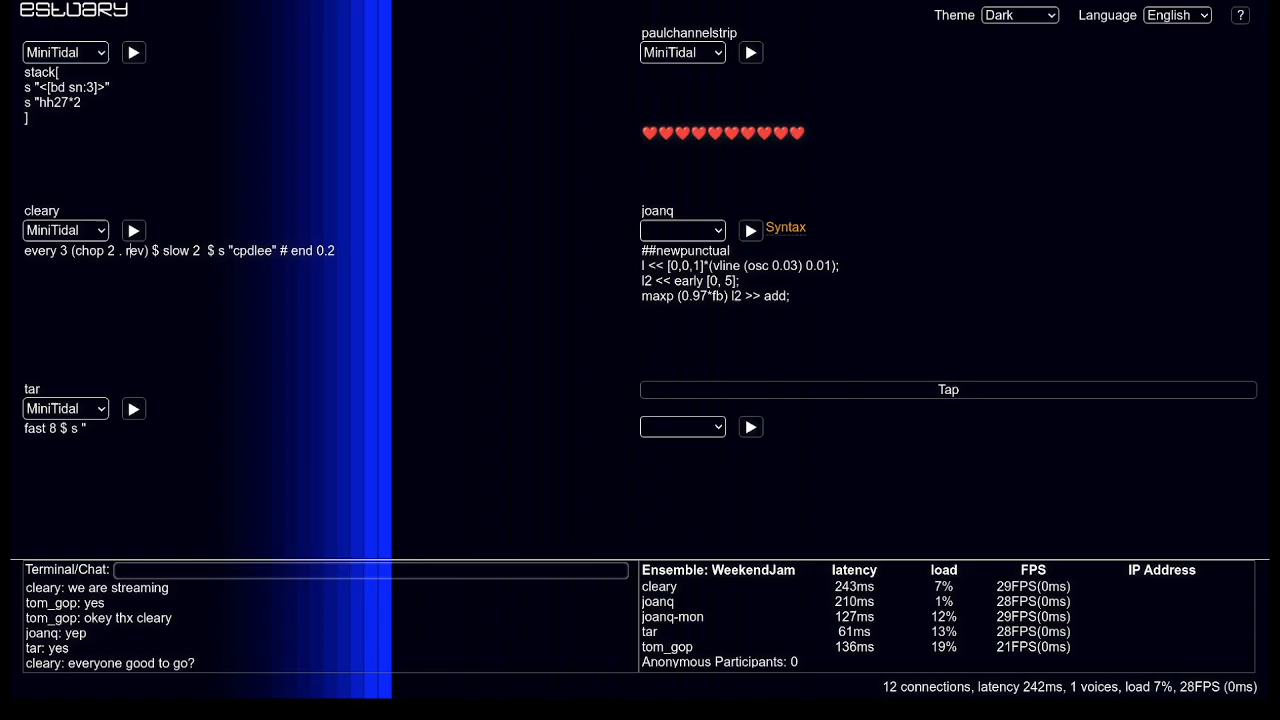 estuary
Theme Dark Language English ?
MiniTidal
stack[
s "<[bd sn:3]>"
s "hh27*2
]
paulchannelstrip
MiniTidal
❤️❤️❤️❤️❤️❤️❤️❤️❤️❤️
cleary
MiniTidal
every 3 (chop 2 . rev) $ slow 2  $ s "cpdlee" # end 0.2
joanq
Syntax
##newpunctual
l << [0,0,1]*(vline (osc 0.03) 0.01);
l2 << early [0, 5];
maxp (0.97*fb) l2 >> add;
tar
MiniTidal
fast 8 $ s "
Tap
Terminal/Chat:
cleary: we are streaming
tom_gop: yes
tom_gop: okey thx cleary
joanq: yep
tar: yes
cleary: everyone good to go?
Ensemble: WeekendJam latency load FPS IP Address
cleary 243ms 7% 29FPS(0ms)
joanq 210ms 1% 28FPS(0ms)
joanq-mon 127ms 12% 29FPS(0ms)
tar 61ms 13% 28FPS(0ms)
tom_gop 136ms 19% 21FPS(0ms)
Anonymous Participants: 0
12 connections, latency 242ms, 1 voices, load 7%, 28FPS (0ms)